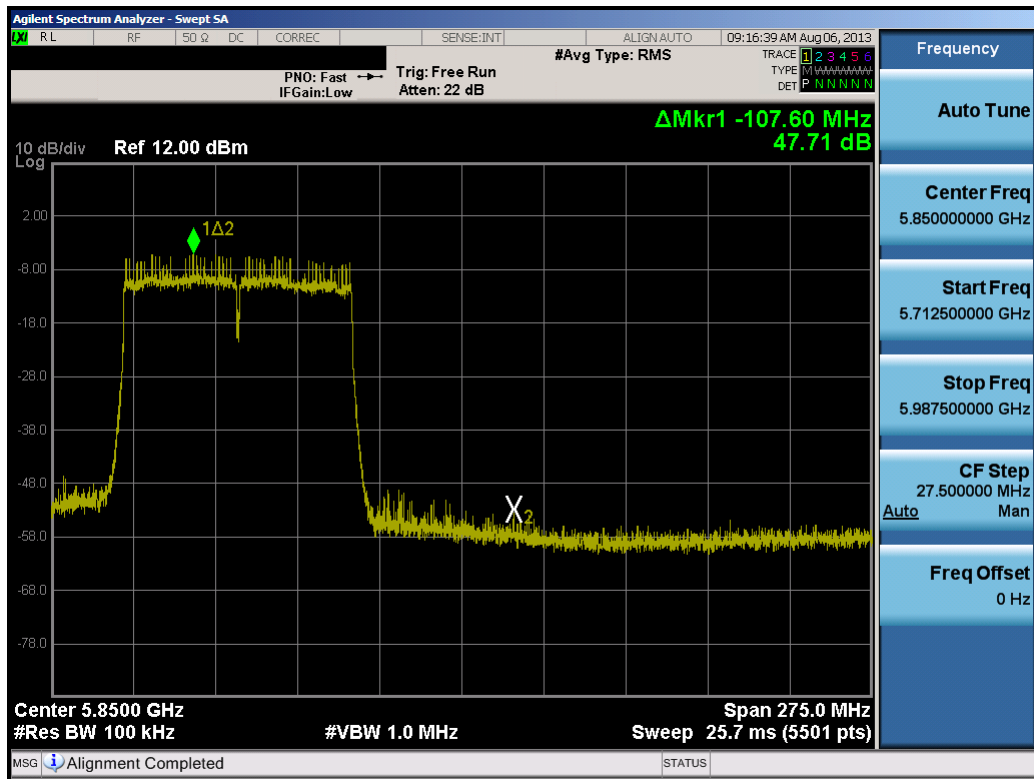 Agilent Spectrum Analyzer - Swept SA
LXI RL RF 50 Ω DC CORREC SENSE:INT ALIGN AUTO 09:16:39 AM Aug 06, 2013
#Avg Type: RMS TRACE 1 2 3 4 5 6
PNO: Fast Trig: Free Run TYPE M WWWWW
IFGain:Low Atten: 22 dB DET P N N N N N
ΔMkr1 -107.60 MHz
47.71 dB
10 dB/div Ref 12.00 dBm
Log
2.00
1Δ2
-8.00
-18.0
-28.0
-38.0
-48.0
X2
-58.0
-68.0
-78.0
Center 5.8500 GHz Span 275.0 MHz
#Res BW 100 kHz #VBW 1.0 MHz Sweep 25.7 ms (5501 pts)
MSG Alignment Completed STATUS
Frequency
Auto Tune
Center Freq
5.850000000 GHz
Start Freq
5.712500000 GHz
Stop Freq
5.987500000 GHz
CF Step
27.500000 MHz
Auto Man
Freq Offset
0 Hz